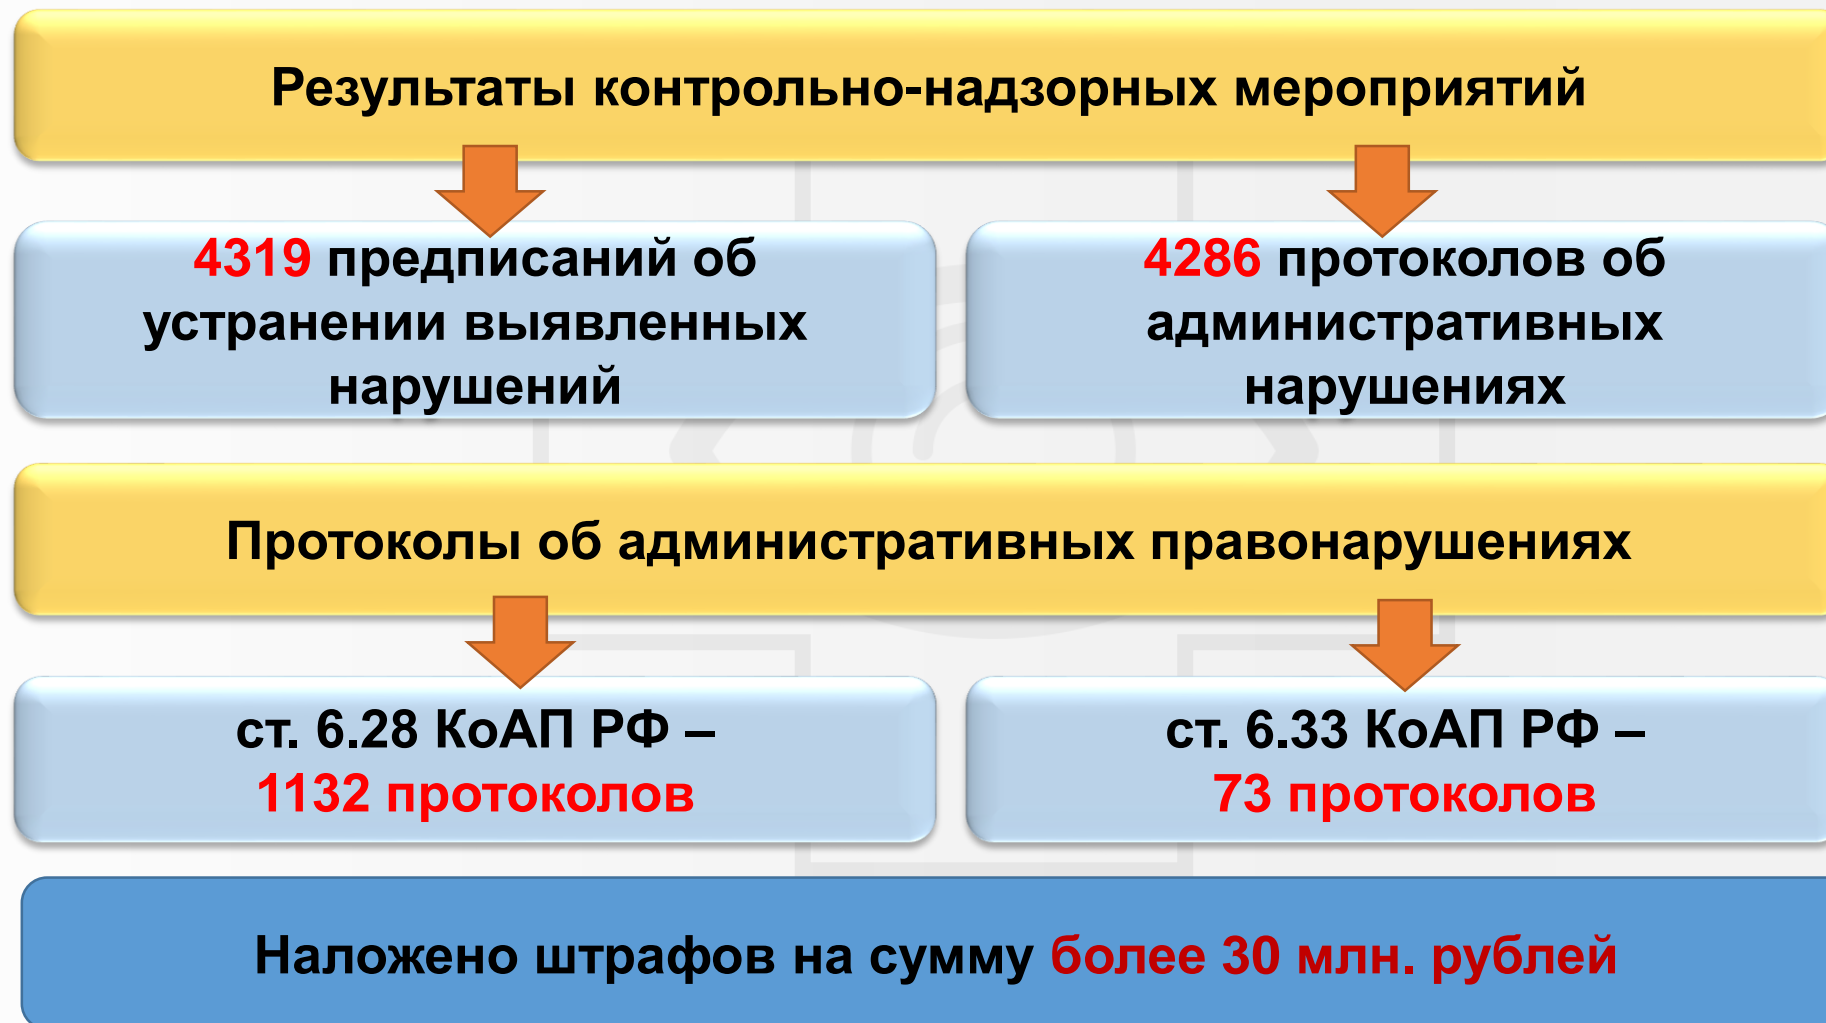 Результаты контрольно-надзорных мероприятий
4319 предписаний об
устранении выявленных
нарушений
4286 протоколов об
административных
нарушениях
Протоколы об административных правонарушениях
ст. 6.28 КоАП РФ –
1132 протоколов
ст. 6.33 КоАП РФ –
73 протоколов
Наложено штрафов на сумму более 30 млн. рублей